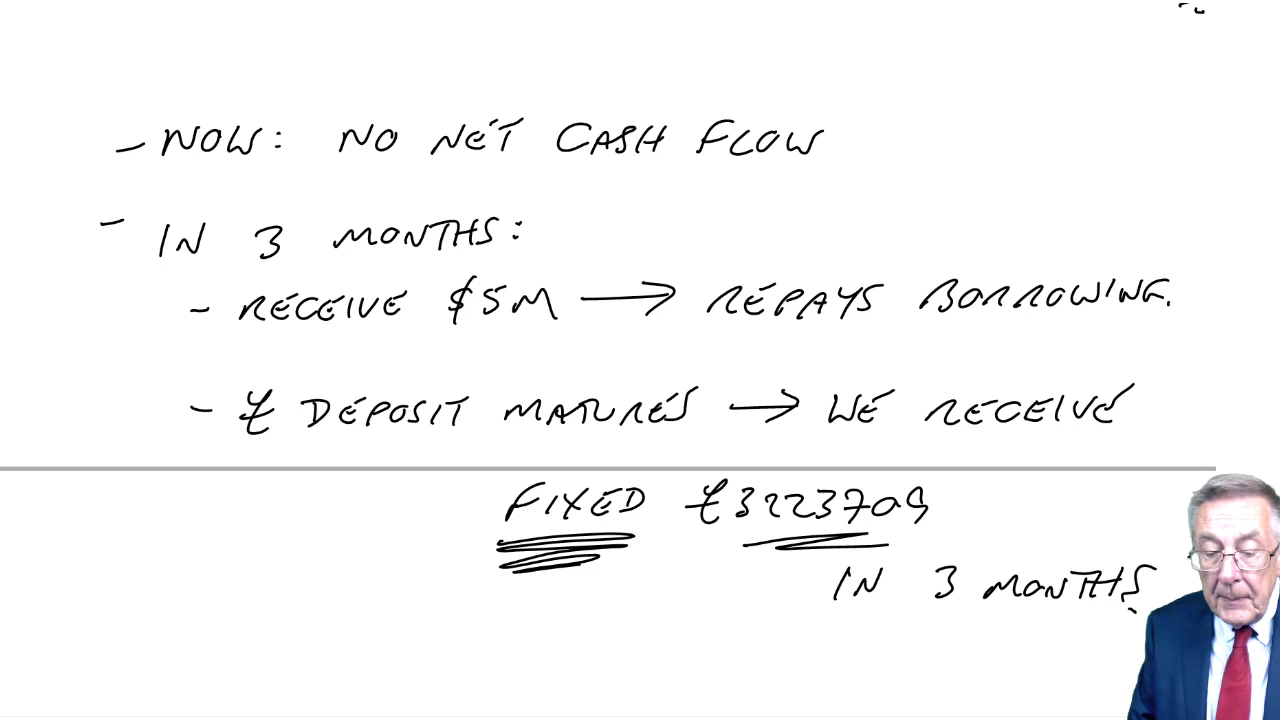 - NOW: NO NET CASH FLOW
- IN 3 MONTHS:
- RECEIVE $5M → REPAYS BORROWING.
- £ DEPOSIT MATURES → WE RECEIVE
FIXED £3223709
IN 3 MONTHS